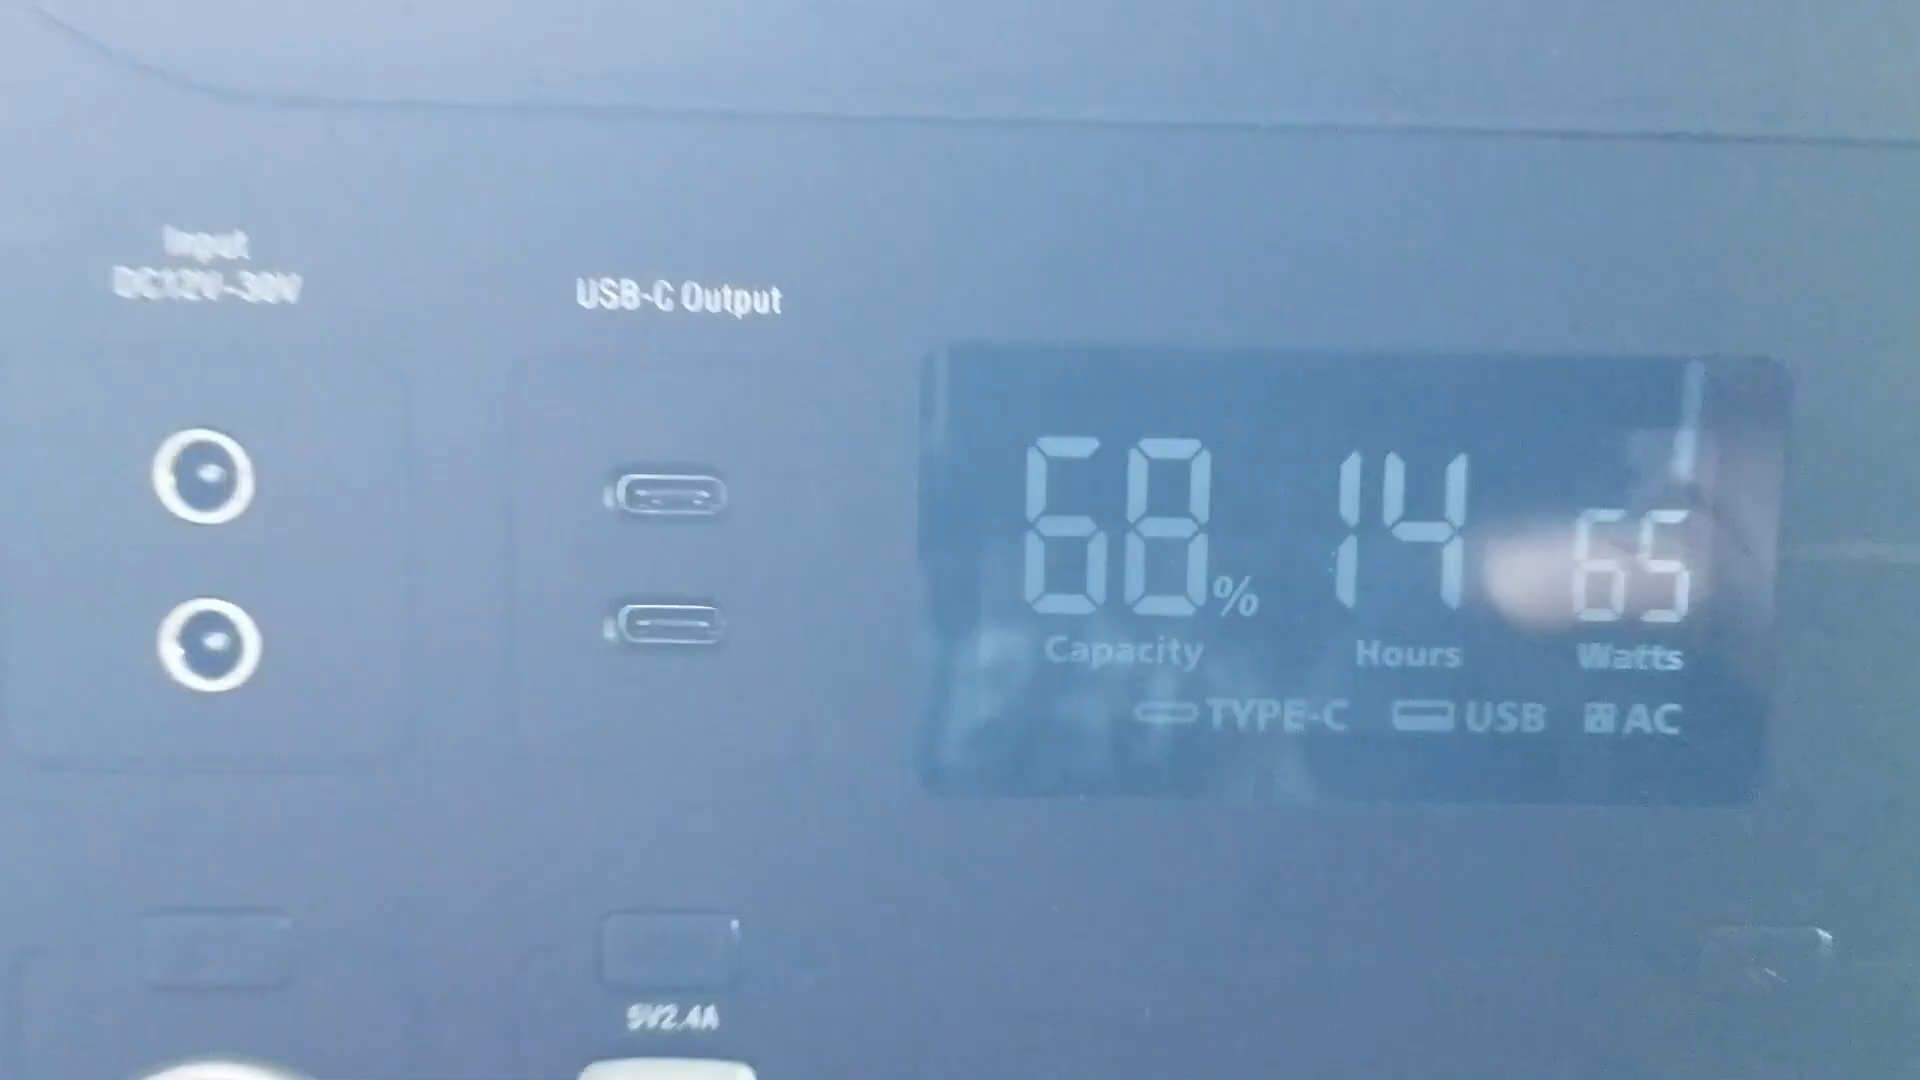 Input
DC12V-30V
USB-C Output
68% 14 65
Capacity Hours Watts
TYPE-C USB AC
5V2.4A